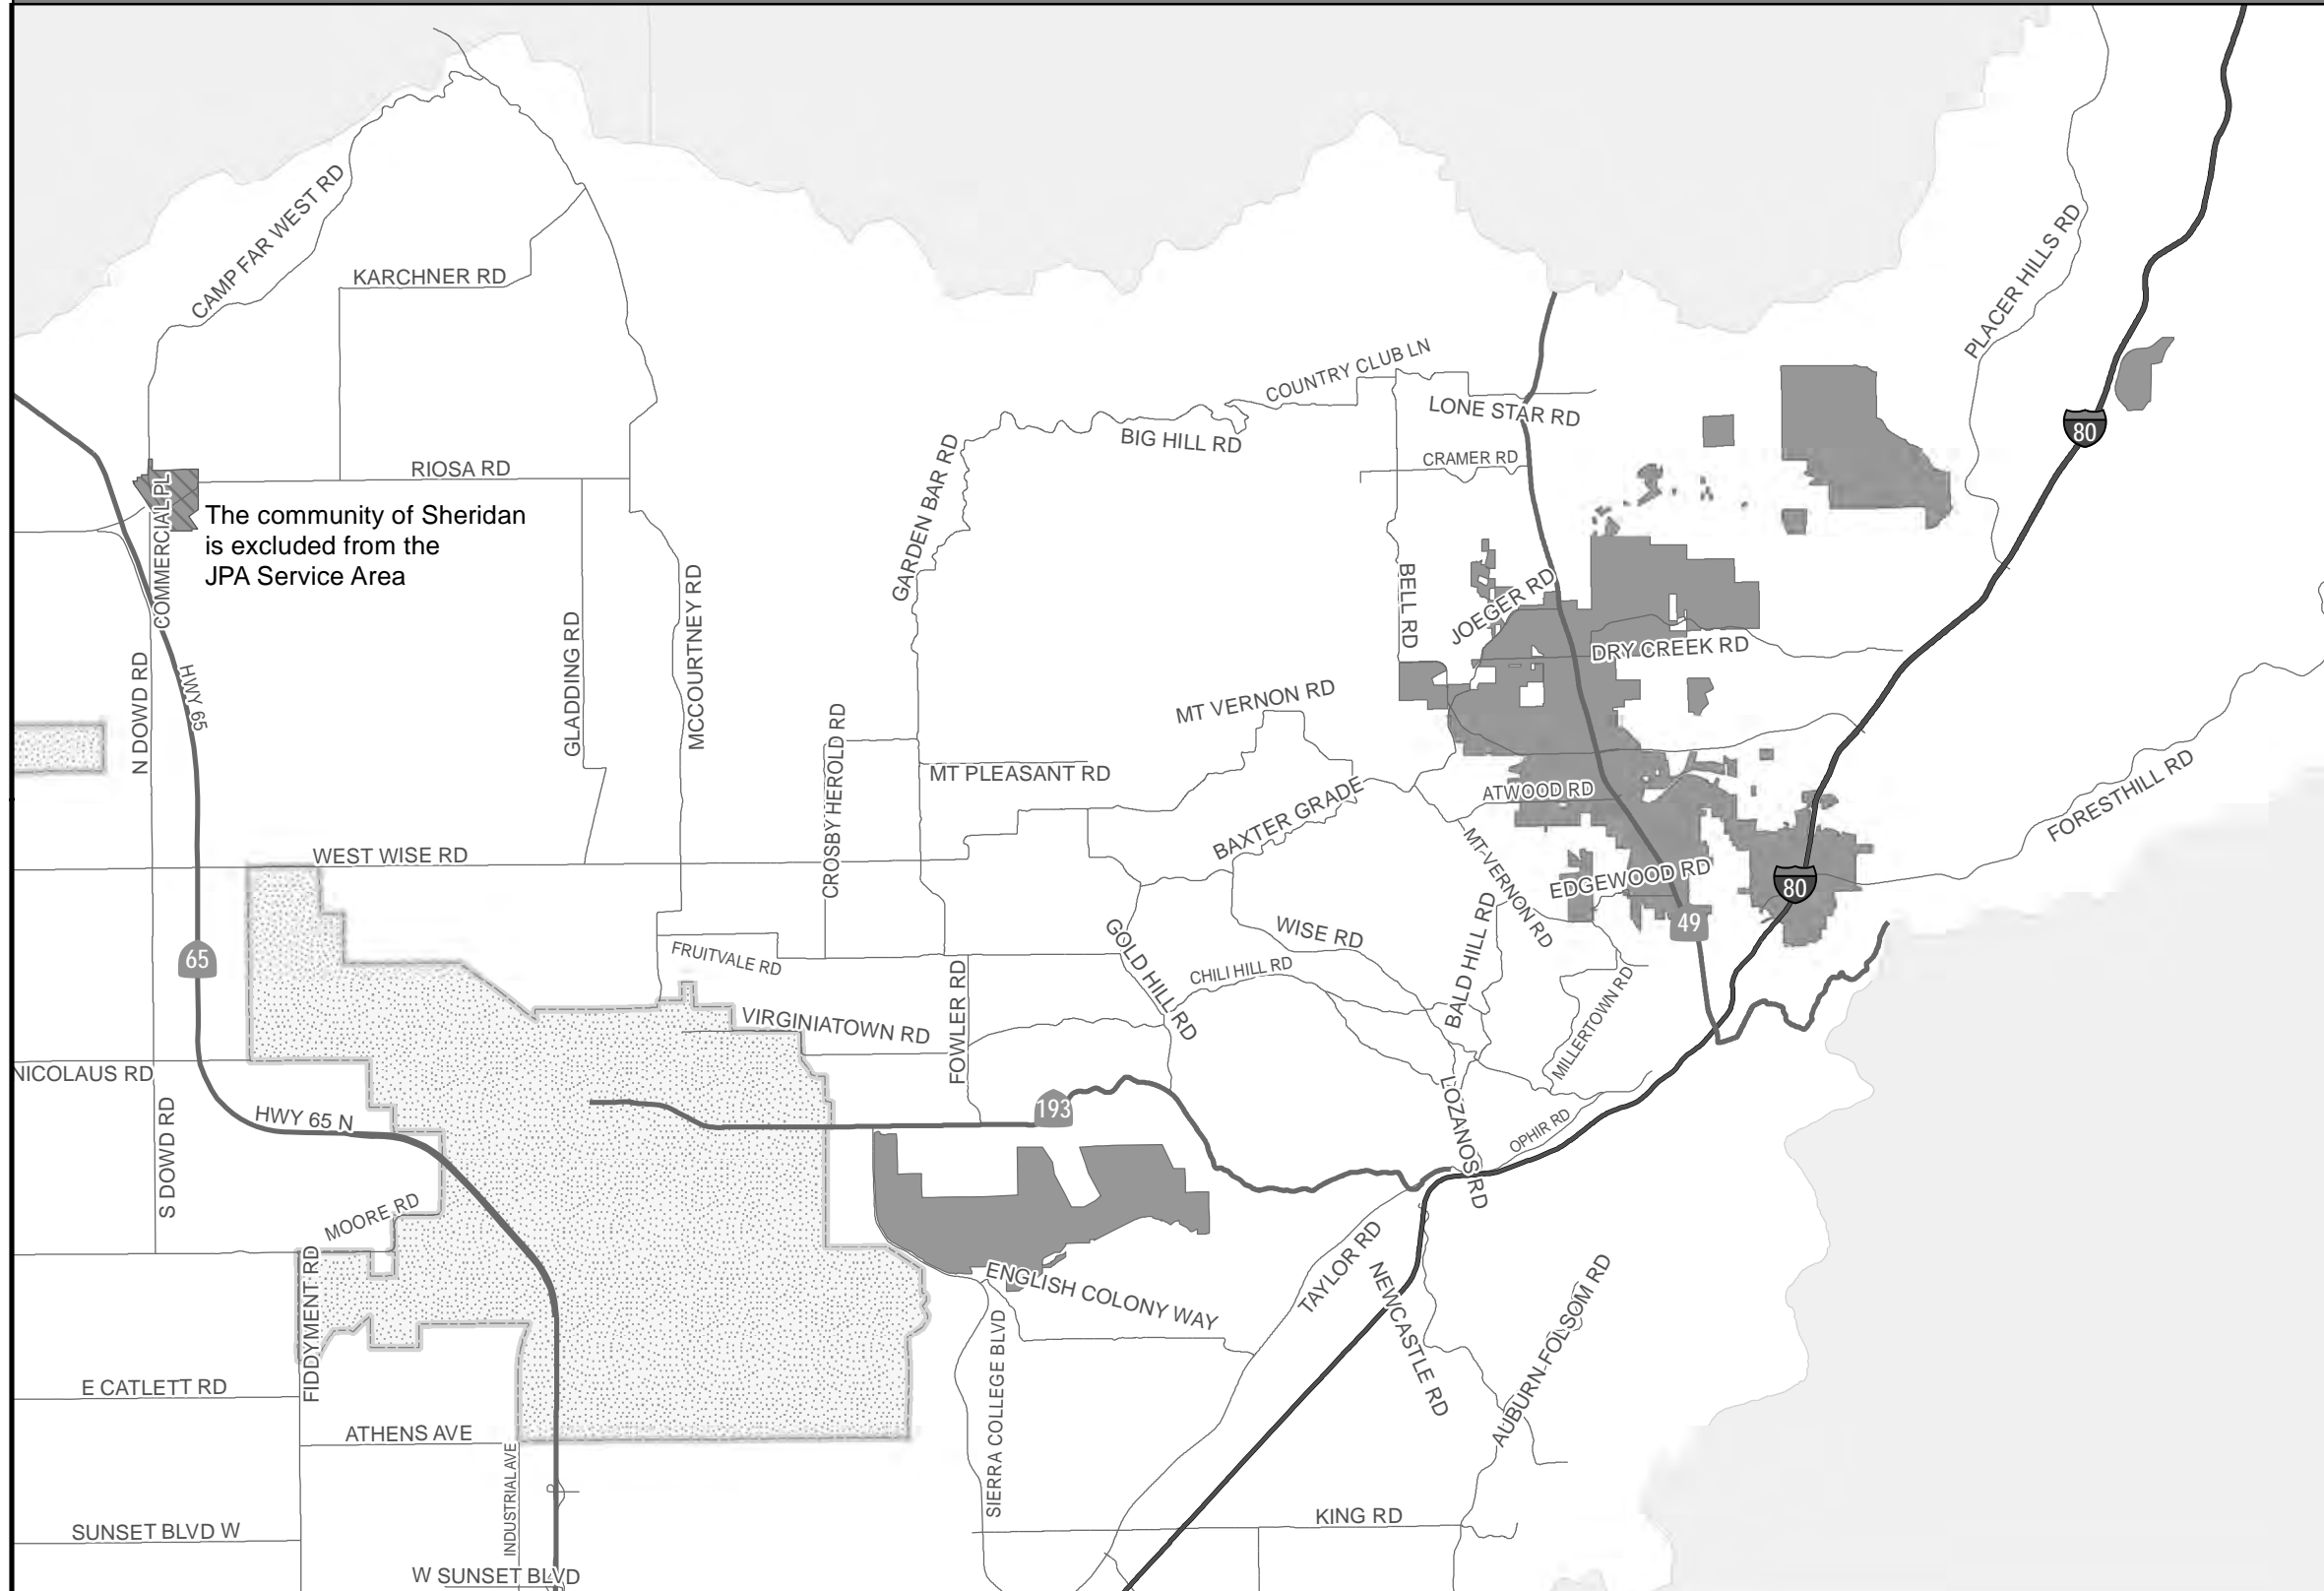 CAMP FAR WEST RD
KARCHNER RD
PLACER HILLS RD
COUNTRY CLUB LN
LONE STAR RD
BIG HILL RD
80
CRAMER RD
RIOSA RD
GARDEN BAR RD
COMMERCIAL PL
The community of Sheridan
is excluded from the
JPA Service Area
BELL RD
JOEGER RD
DRY CREEK RD
N DOWD RD
HWY 65
GLADDING RD
MCCOURTNEY RD
CROSBY HEROLD RD
MT VERNON RD
MT PLEASANT RD
ATWOOD RD
FORESTHILL RD
BAXTER GRADE
WEST WISE RD
MT VERNON RD
EDGEWOOD RD
80
49
65
FRUITVALE RD
GOLD HILL RD
WISE RD
CHILI HILL RD
BALD HILL RD
FOWLER RD
VIRGINIATOWN RD
MILLERTOWN RD
NICOLAUS RD
HWY 65 N
193
LOZANOS RD
OPHIR RD
S DOWD RD
MOORE RD
FIDDYMENT RD
ENGLISH COLONY WAY
TAYLOR RD
NEWCASTLE RD
AUBURN-FOLSOM RD
SIERRA COLLEGE BLVD
E CATLETT RD
ATHENS AVE
INDUSTRIAL AVE
KING RD
SUNSET BLVD W
W SUNSET BLVD